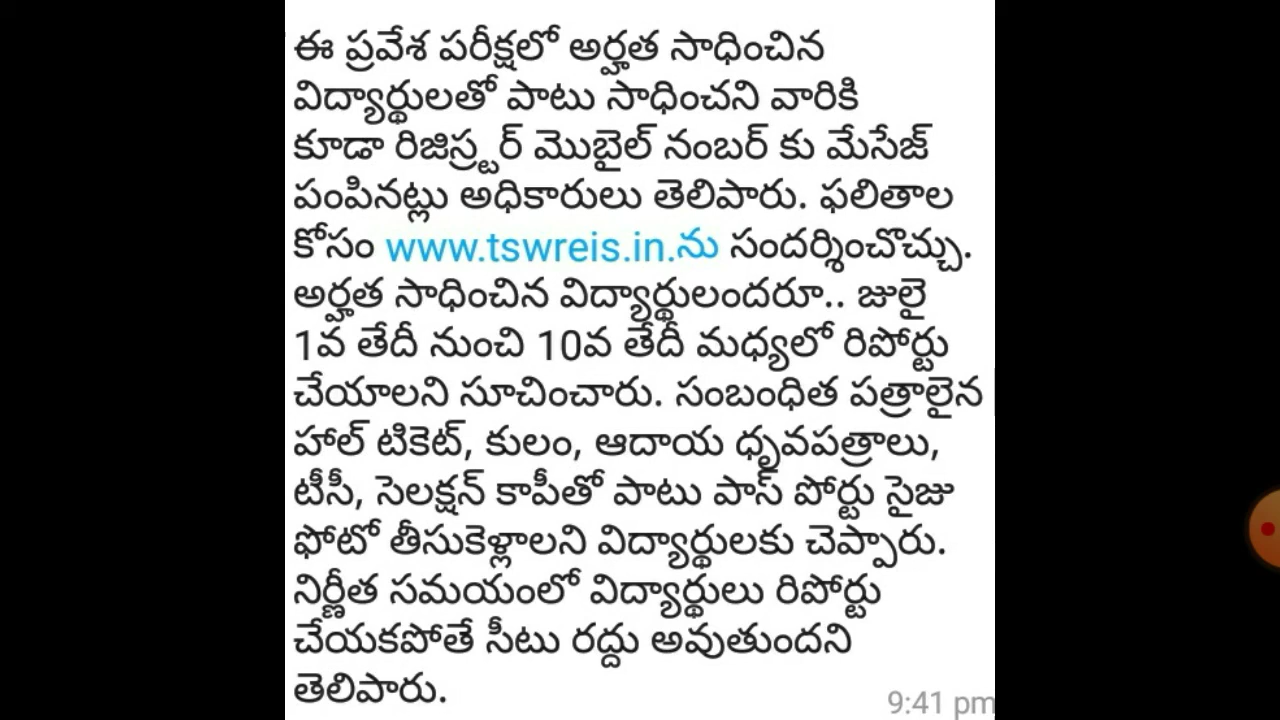 ఈ ప్రవేశ పరీక్షలో అర్హత సాధించిన
విద్యార్థులతో పాటు సాధించని వారికి
కూడా రిజిస్ట్రర్ మొబైల్ నంబర్ కు మేసేజ్
పంపినట్లు అధికారులు తెలిపారు. ఫలితాల
కోసం www.tswreis.in.ను సందర్శించొచ్చు.
అర్హత సాధించిన విద్యార్థులందరూ.. జులై
1వ తేదీ నుంచి 10వ తేదీ మధ్యలో రిపోర్టు
చేయాలని సూచించారు. సంబంధిత పత్రాలైన
హాల్ టికెట్, కులం, ఆదాయ ధృవపత్రాలు,
టీసీ, సెలక్షన్ కాపీతో పాటు పాస్ పోర్టు సైజు
ఫోటో తీసుకెళ్లాలని విద్యార్థులకు చెప్పారు.
నిర్ణీత సమయంలో విద్యార్థులు రిపోర్టు
చేయకపోతే సీటు రద్దు అవుతుందని
తెలిపారు.
9:41 pm